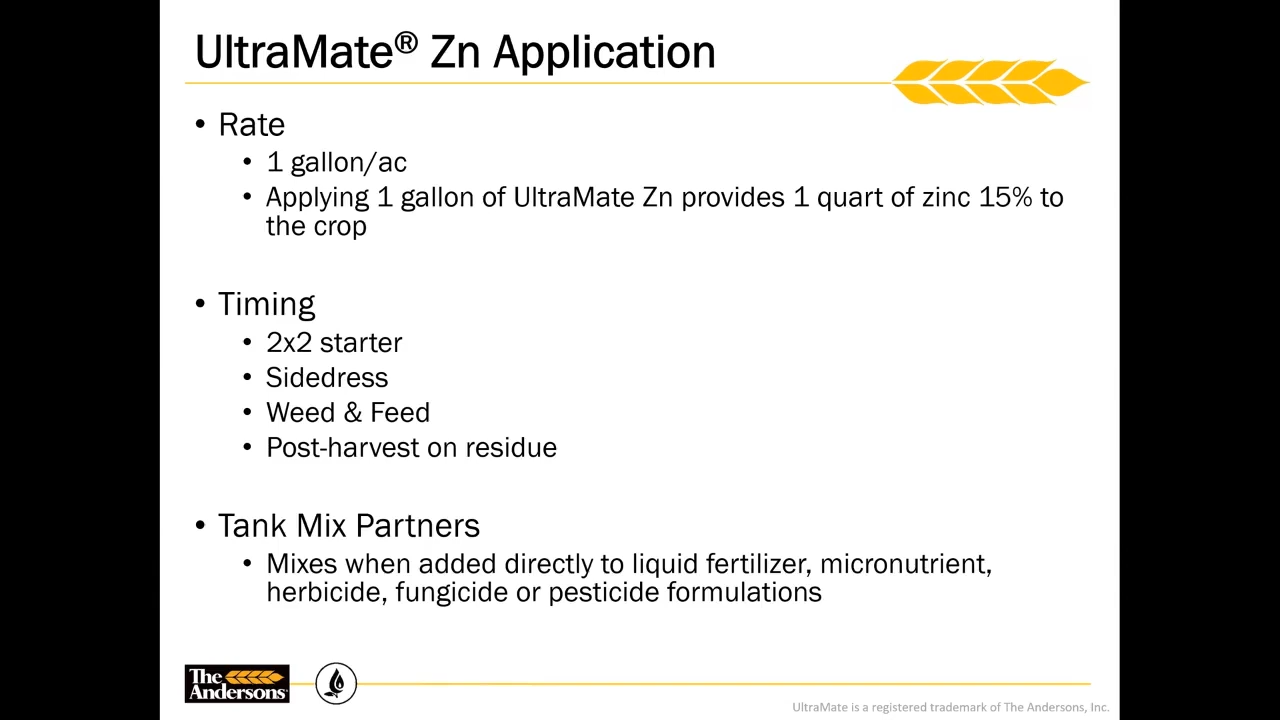 UltraMate® Zn Application
• Rate
• 1 gallon/ac
• Applying 1 gallon of UltraMate Zn provides 1 quart of zinc 15% to
the crop
• Timing
• 2x2 starter
• Sidedress
• Weed & Feed
• Post-harvest on residue
• Tank Mix Partners
• Mixes when added directly to liquid fertilizer, micronutrient,
herbicide, fungicide or pesticide formulations
The
Andersons
UltraMate is a registered trademark of The Andersons, Inc.